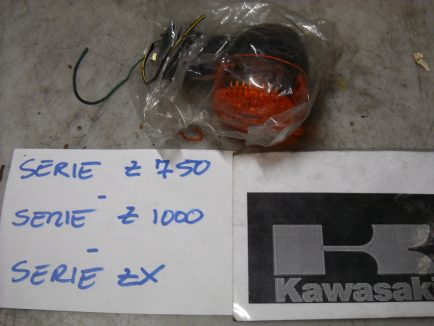 SERIE Z 750
-
SERIE Z 1000
-
SERIE ZX
Kawasaki